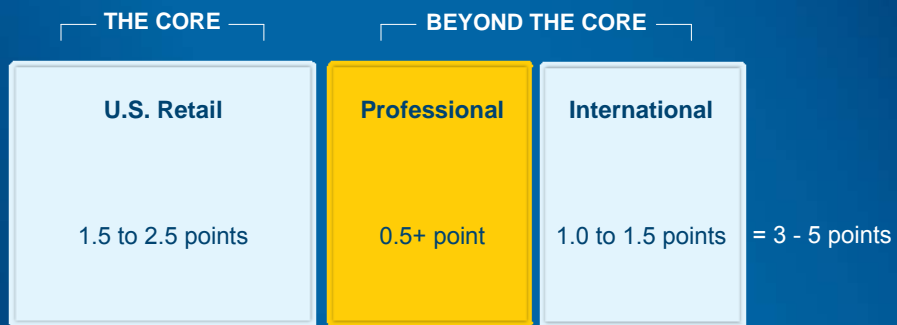 THE CORE
BEYOND THE CORE
U.S. Retail
Professional
International
1.5 to 2.5 points
0.5+ point
1.0 to 1.5 points
= 3 - 5 points